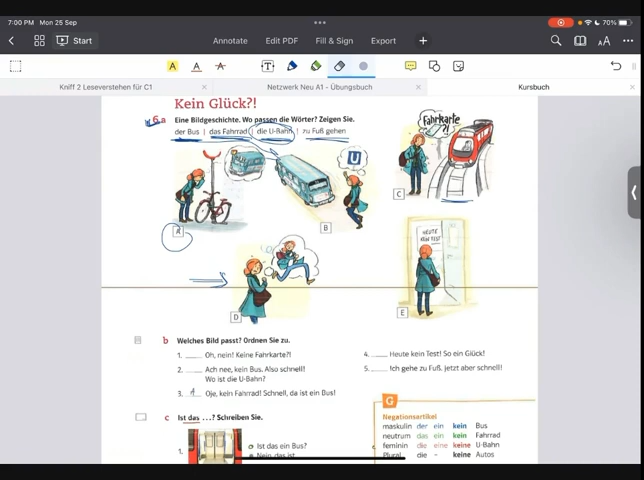 7:00 PM Mon 25 Sep
70%
Start
Annotate
Edit PDF
Fill & Sign
Export
Kniff 2 Leseverstehen für C1
Netzwerk Neu A1 - Übungsbuch
Kursbuch
Kein Glück?!
6 a Eine Bildgeschichte. Wo passen die Wörter? Zeigen Sie.
der Bus | das Fahrrad | die U-Bahn | zu Fuß gehen
Fahrkarte ?!
U
A
B
C
HEUTE
KEIN TEST
D
E
b Welches Bild passt? Ordnen Sie zu.
1. ___ Oh, nein! Keine Fahrkarte?!
2. ___ Ach nee, kein Bus. Also schnell!
Wo ist die U-Bahn?
3. A Oje, kein Fahrrad! Schnell, da ist ein Bus!
4. ___ Heute kein Test! So ein Glück!
5. ___ Ich gehe zu Fuß. Jetzt aber schnell!
c Ist das ...? Schreiben Sie.
1.
Ist das ein Bus?
Nein, das ist
G
Negationsartikel
maskulin der ein kein Bus
neutrum das ein kein Fahrrad
feminin die eine keine U-Bahn
Plural die - keine Autos